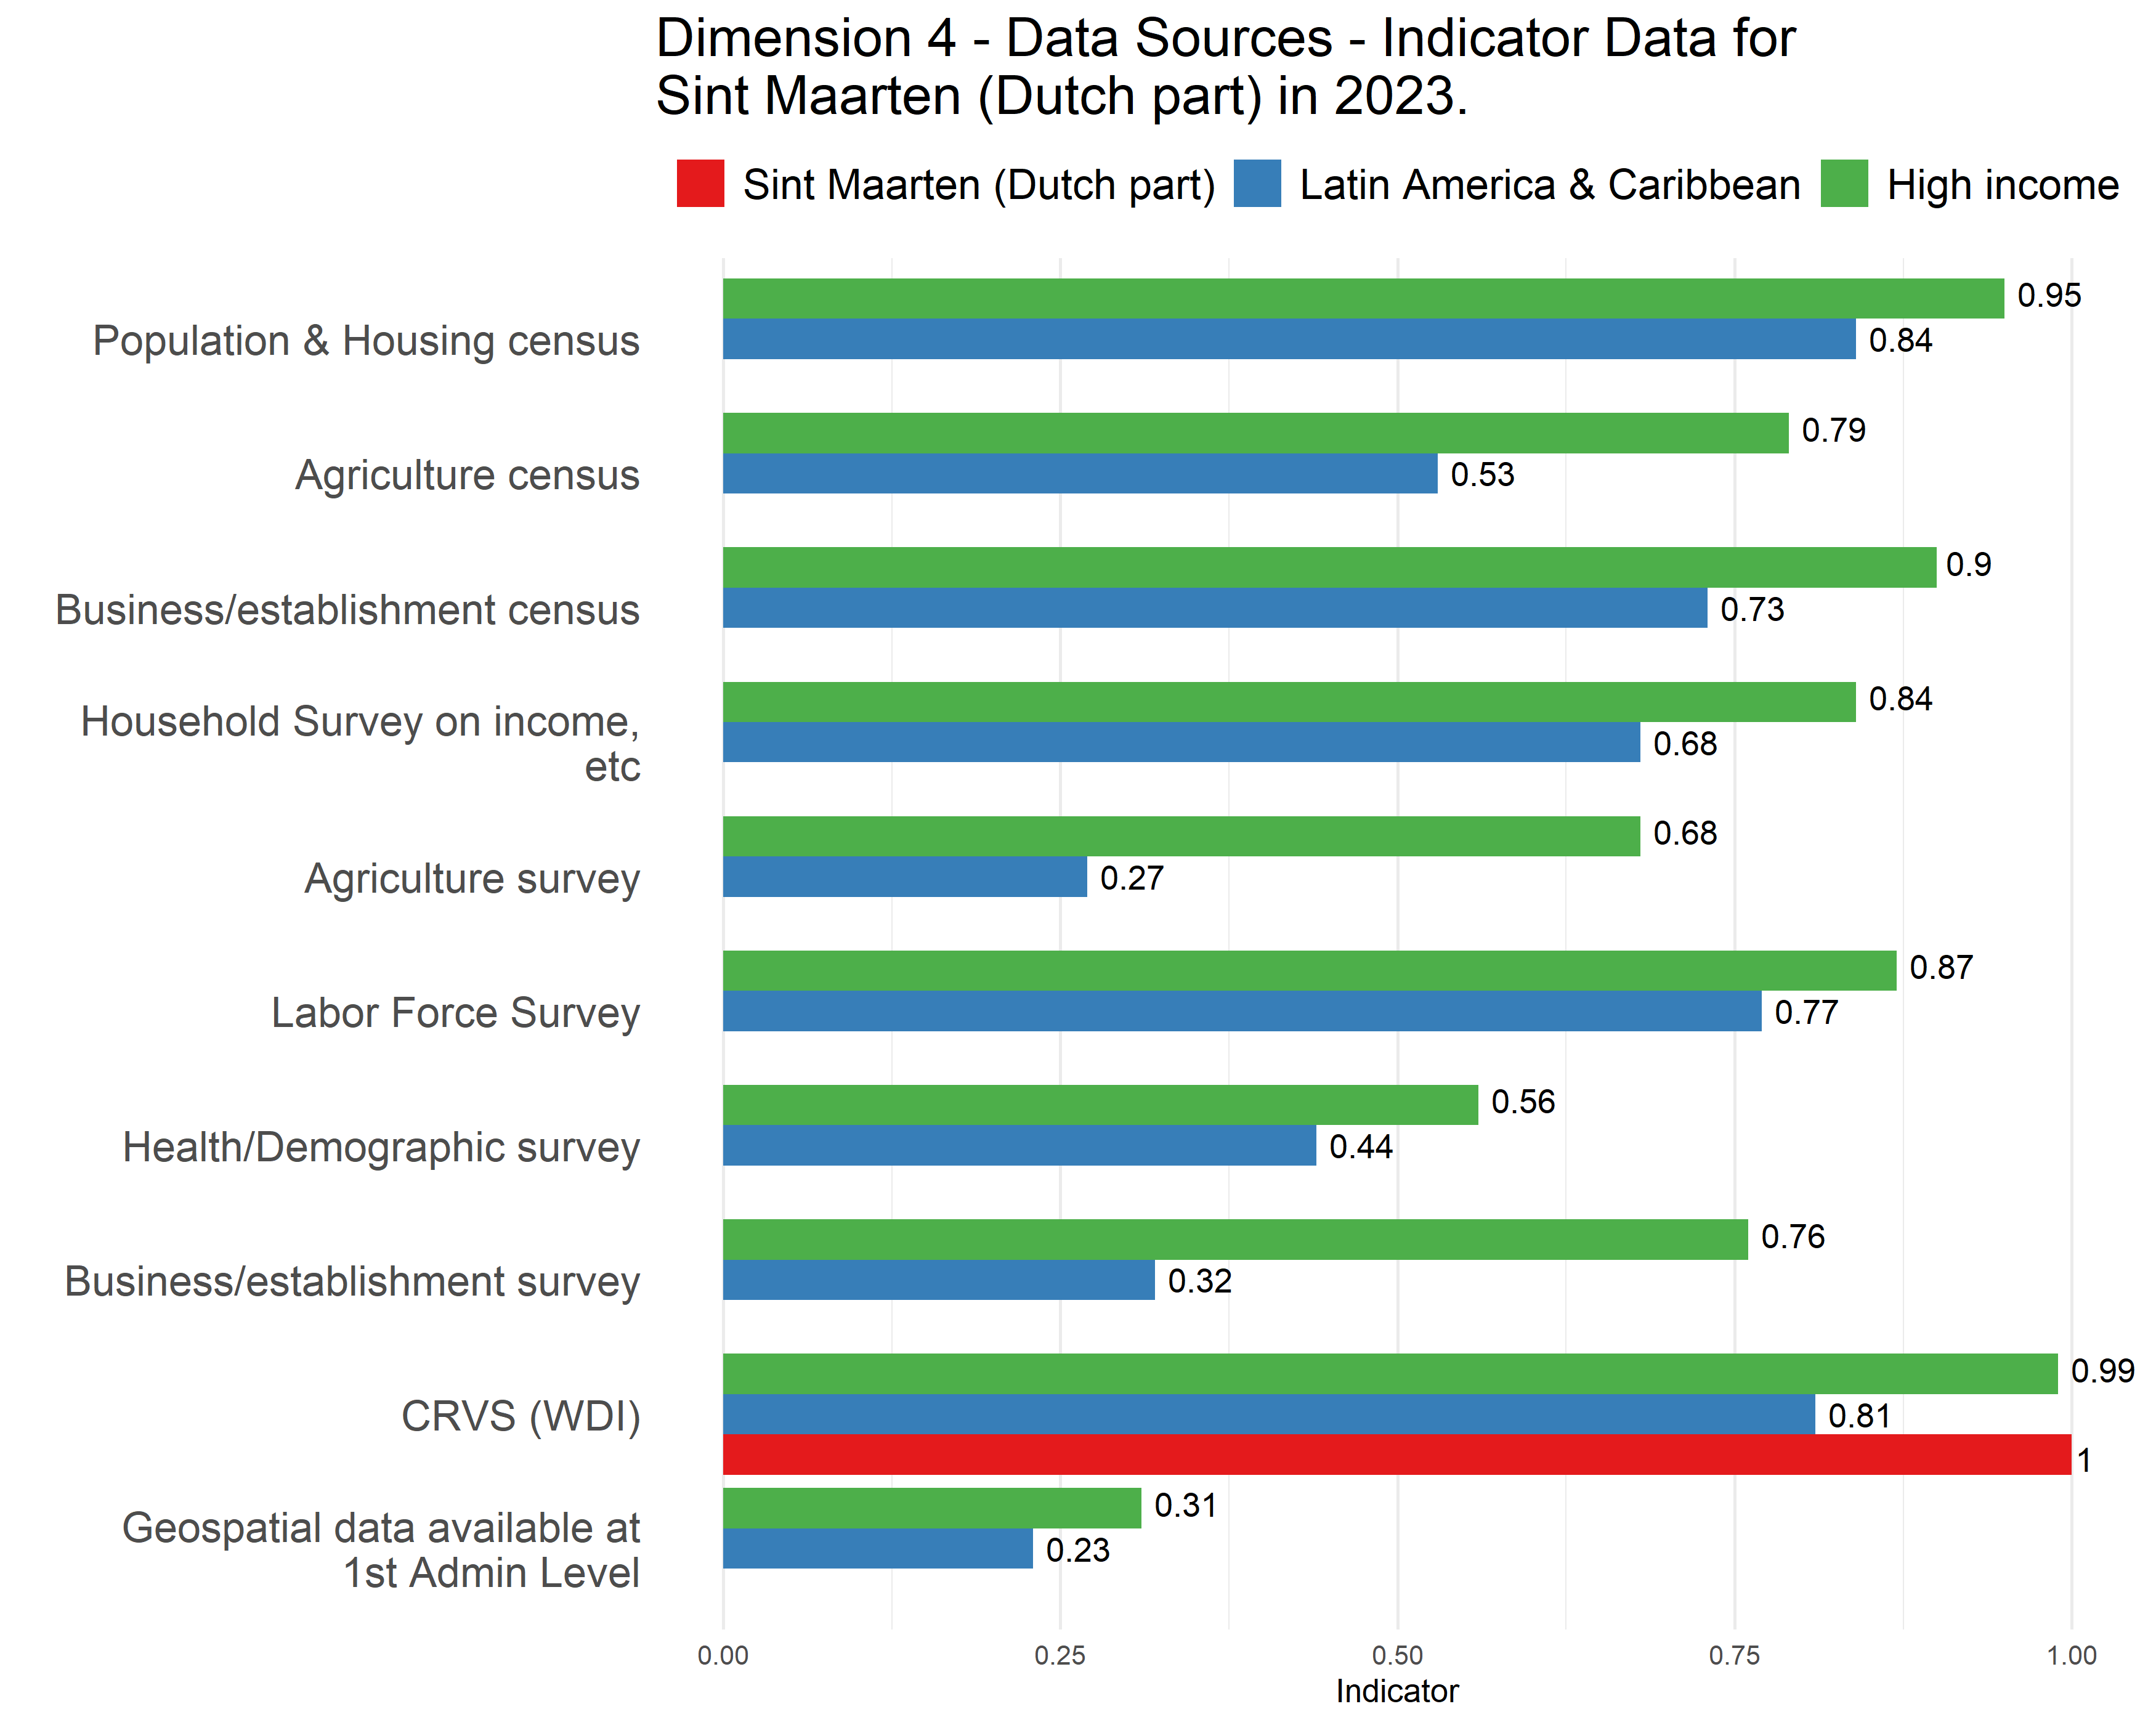 Dimension 4 - Data Sources - Indicator Data for
Sint Maarten (Dutch part) in 2023.
Sint Maarten (Dutch part) Latin America & Caribbean High income
Population & Housing census
0.95
0.84
Agriculture census
0.79
0.53
Business/establishment census
0.9
0.73
Household Survey on income,
etc
0.84
0.68
Agriculture survey
0.68
0.27
Labor Force Survey
0.87
0.77
Health/Demographic survey
0.56
0.44
Business/establishment survey
0.76
0.32
CRVS (WDI)
0.99
0.81
1
Geospatial data available at
1st Admin Level
0.31
0.23
0.00 0.25 0.50 0.75 1.00
Indicator